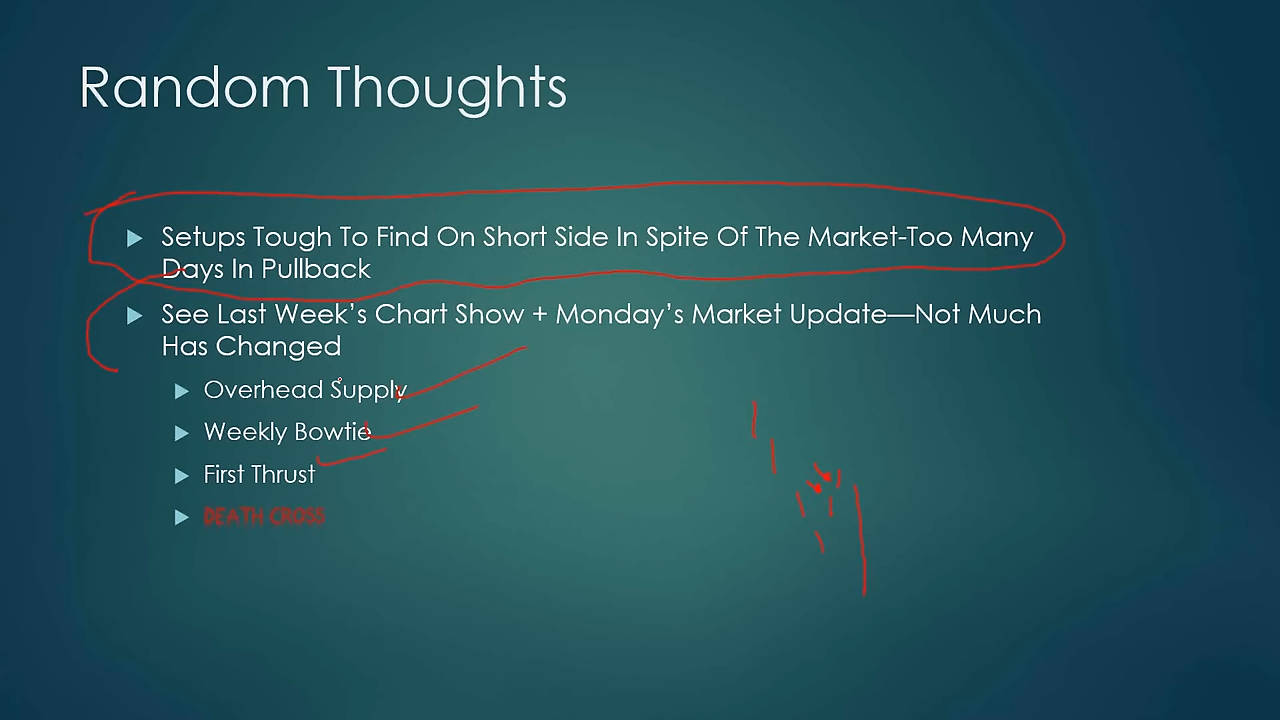 Random Thoughts
Setups Tough To Find On Short Side In Spite Of The Market-Too Many
Days In Pullback
See Last Week’s Chart Show + Monday’s Market Update—Not Much
Has Changed
Overhead Supply
Weekly Bowtie
First Thrust
DEATH CROSS